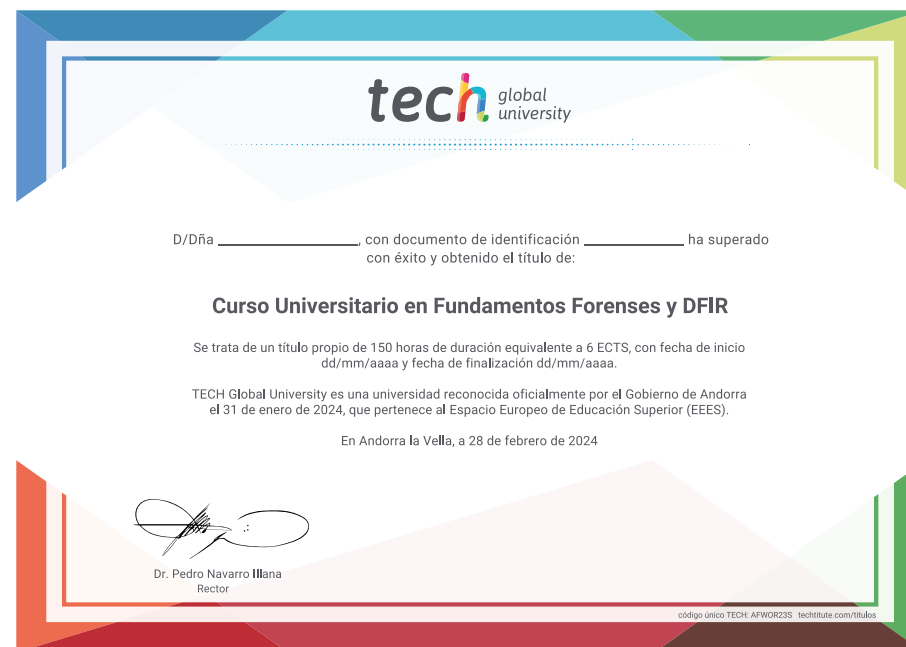 tech global university
D/Dña ____________________, con documento de identificación ______________ ha superado
con éxito y obtenido el título de:
Curso Universitario en Fundamentos Forenses y DFIR
Se trata de un título propio de 150 horas de duración equivalente a 6 ECTS, con fecha de inicio
dd/mm/aaaa y fecha de finalización dd/mm/aaaa.
TECH Global University es una universidad reconocida oficialmente por el Gobierno de Andorra
el 31 de enero de 2024, que pertenece al Espacio Europeo de Educación Superior (EEES).
En Andorra la Vella, a 28 de febrero de 2024
Dr. Pedro Navarro Illana
Rector
código único TECH: AFWOR23S techtitute.com/titulos